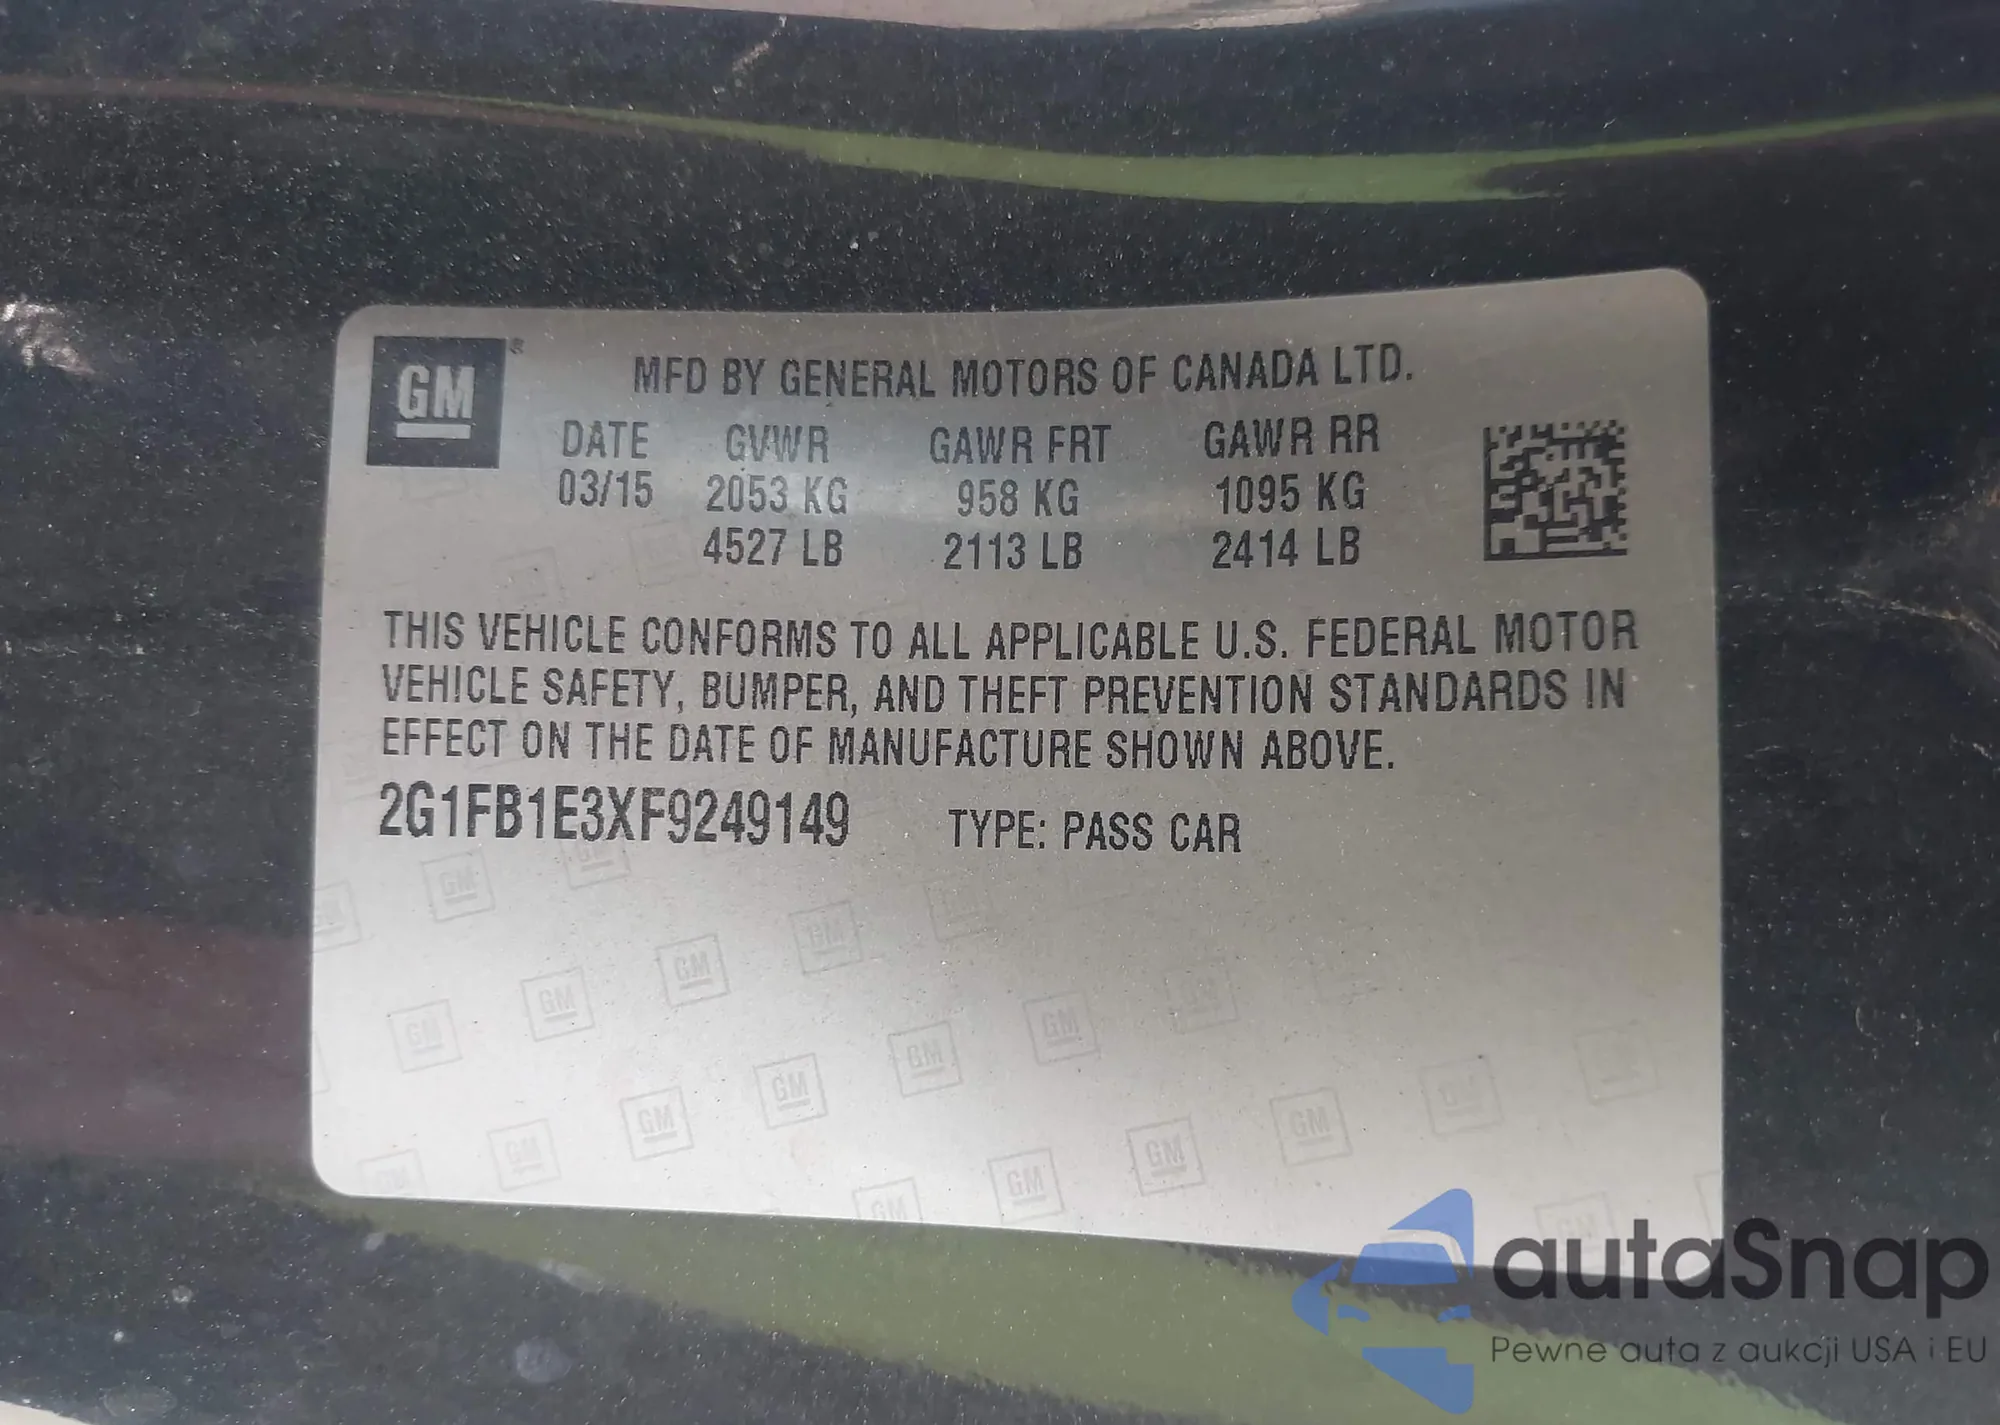 GM ®
MFD BY GENERAL MOTORS OF CANADA LTD.
DATE GVWR GAWR FRT GAWR RR
03/15 2053 KG 958 KG 1095 KG
4527 LB 2113 LB 2414 LB
THIS VEHICLE CONFORMS TO ALL APPLICABLE U.S. FEDERAL MOTOR
VEHICLE SAFETY, BUMPER, AND THEFT PREVENTION STANDARDS IN
EFFECT ON THE DATE OF MANUFACTURE SHOWN ABOVE.
2G1FB1E3XF9249149 TYPE: PASS CAR
autaSnap
Pewne auta z aukcji USA i EU